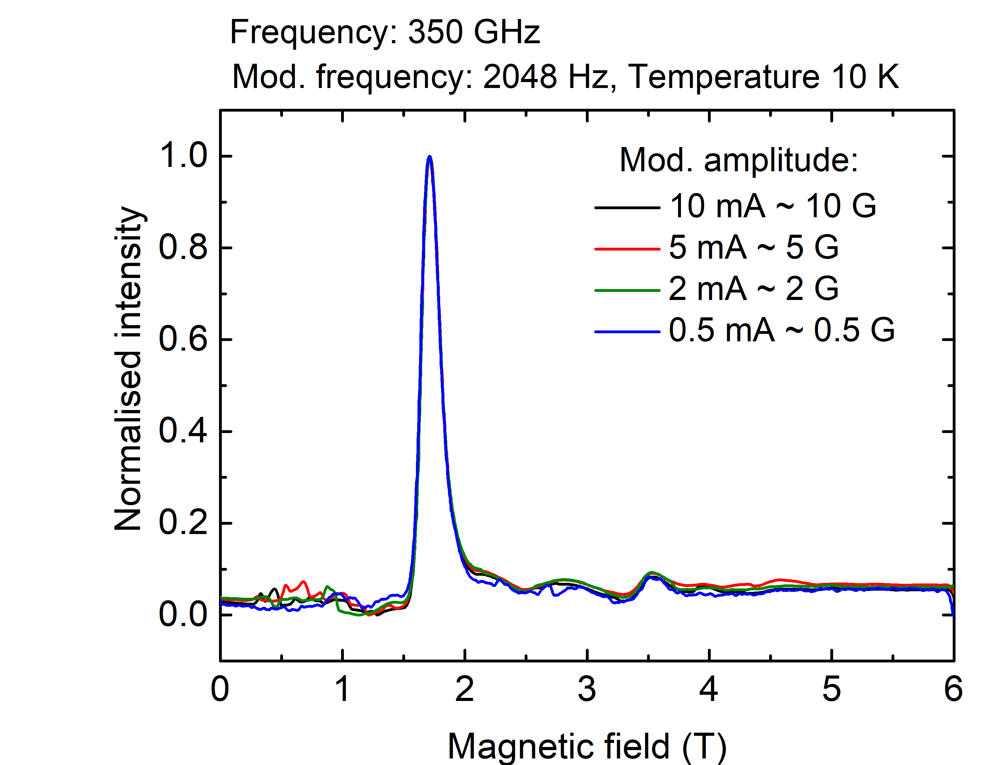 Frequency: 350 GHz
Mod. frequency: 2048 Hz, Temperature 10 K
Mod. amplitude:
10 mA ~ 10 G
5 mA ~ 5 G
2 mA ~ 2 G
0.5 mA ~ 0.5 G
Normalised intensity
1.0
0.8
0.6
0.4
0.2
0.0
0 1 2 3 4 5 6
Magnetic field (T)